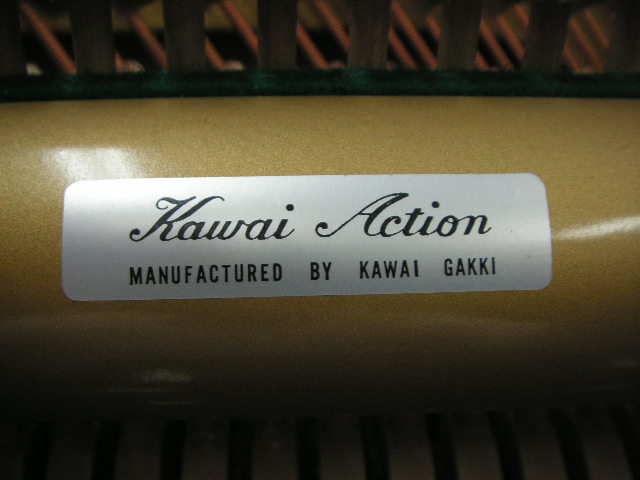 Kawai Action
MANUFACTURED BY KAWAI GAKKI